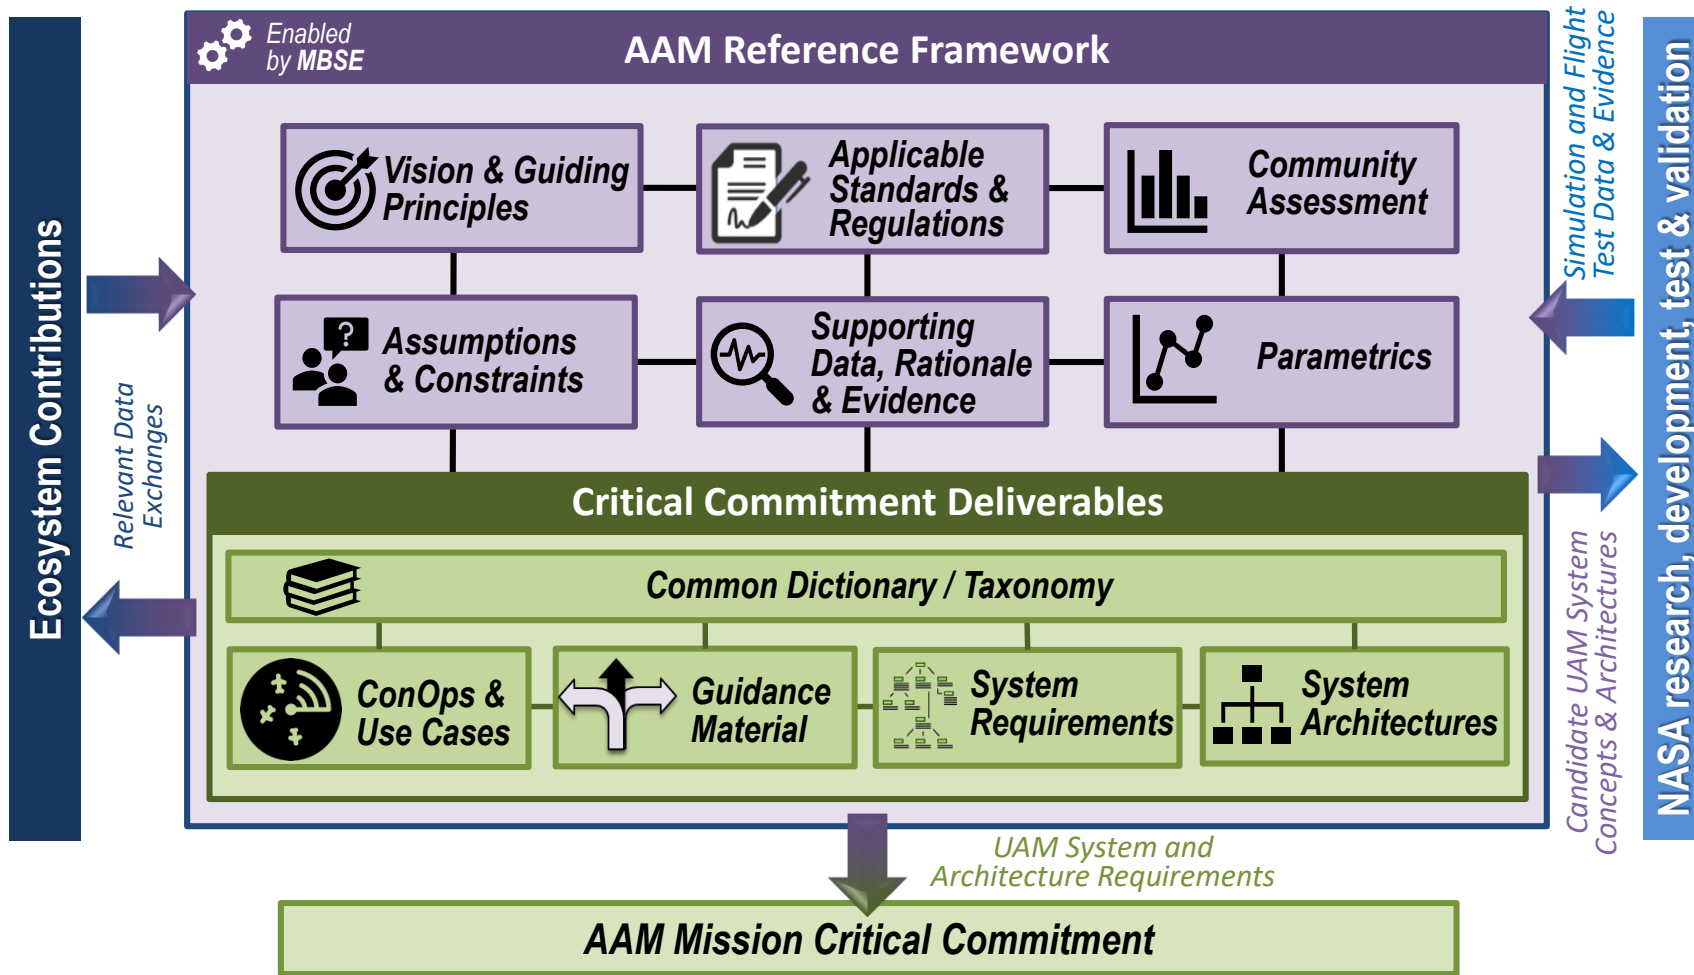 Enabled
by MBSE
AAM Reference Framework
Ecosystem Contributions
Relevant Data
Exchanges
Vision & Guiding
Principles
Applicable
Standards &
Regulations
Community
Assessment
Assumptions
& Constraints
?
Supporting
Data, Rationale
& Evidence
Parametrics
Simulation and Flight
Test Data & Evidence
NASA research, development, test & validation
Candidate UAM System
Concepts & Architectures
Critical Commitment Deliverables
Common Dictionary / Taxonomy
ConOps &
Use Cases
Guidance
Material
System
Requirements
System
Architectures
UAM System and
Architecture Requirements
AAM Mission Critical Commitment